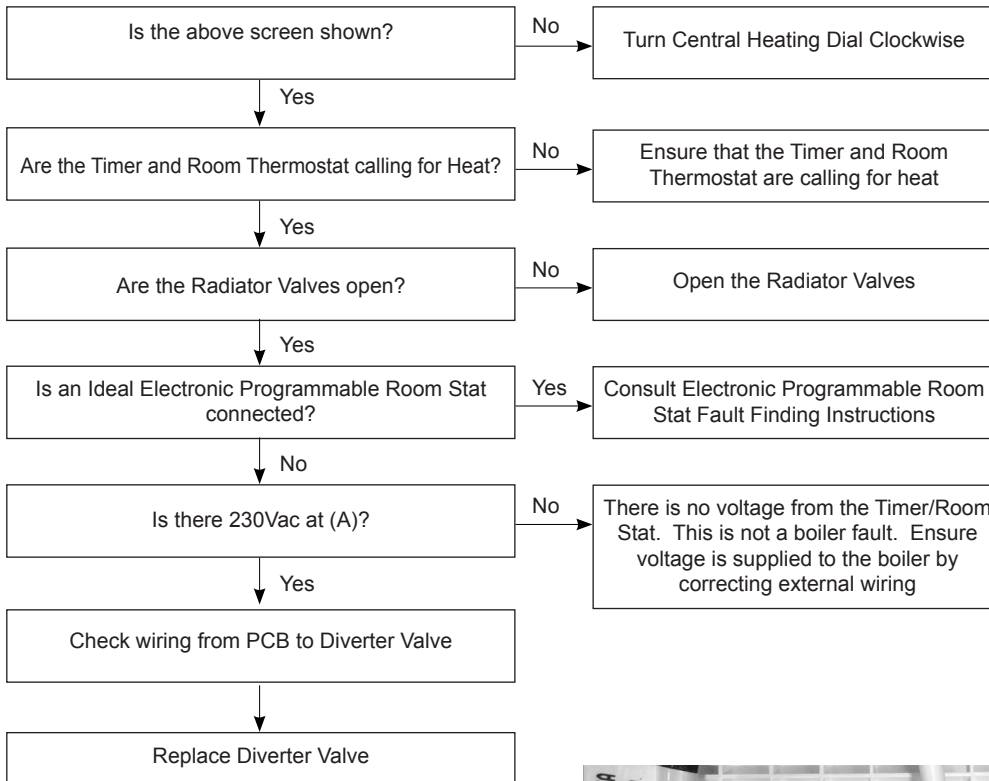 Is the above screen shown?
No
Turn Central Heating Dial Clockwise
Yes
Are the Timer and Room Thermostat calling for Heat?
No
Ensure that the Timer and Room
Thermostat are calling for heat
Yes
Are the Radiator Valves open?
No
Open the Radiator Valves
Yes
Is an Ideal Electronic Programmable Room Stat
connected?
Yes
Consult Electronic Programmable Room
Stat Fault Finding Instructions
No
Is there 230Vac at (A)?
No
There is no voltage from the Timer/Room
Stat. This is not a boiler fault. Ensure
voltage is supplied to the boiler by
correcting external wiring
Yes
Check wiring from PCB to Diverter Valve
Replace Diverter Valve